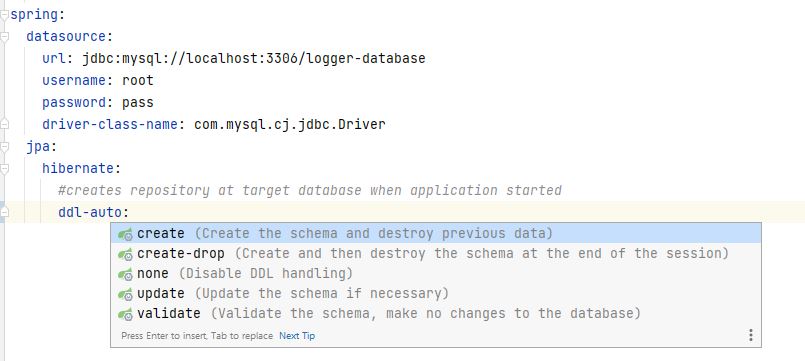 spring:
datasource:
url: jdbc:mysql://localhost:3306/logger-database
username: root
password: pass
driver-class-name: com.mysql.cj.jdbc.Driver
jpa:
hibernate:
#creates repository at target database when application started
ddl-auto:
create (Create the schema and destroy previous data)
create-drop (Create and then destroy the schema at the end of the session)
none (Disable DDL handling)
update (Update the schema if necessary)
validate (Validate the schema, make no changes to the database)
Press Enter to insert, Tab to replace Next Tip